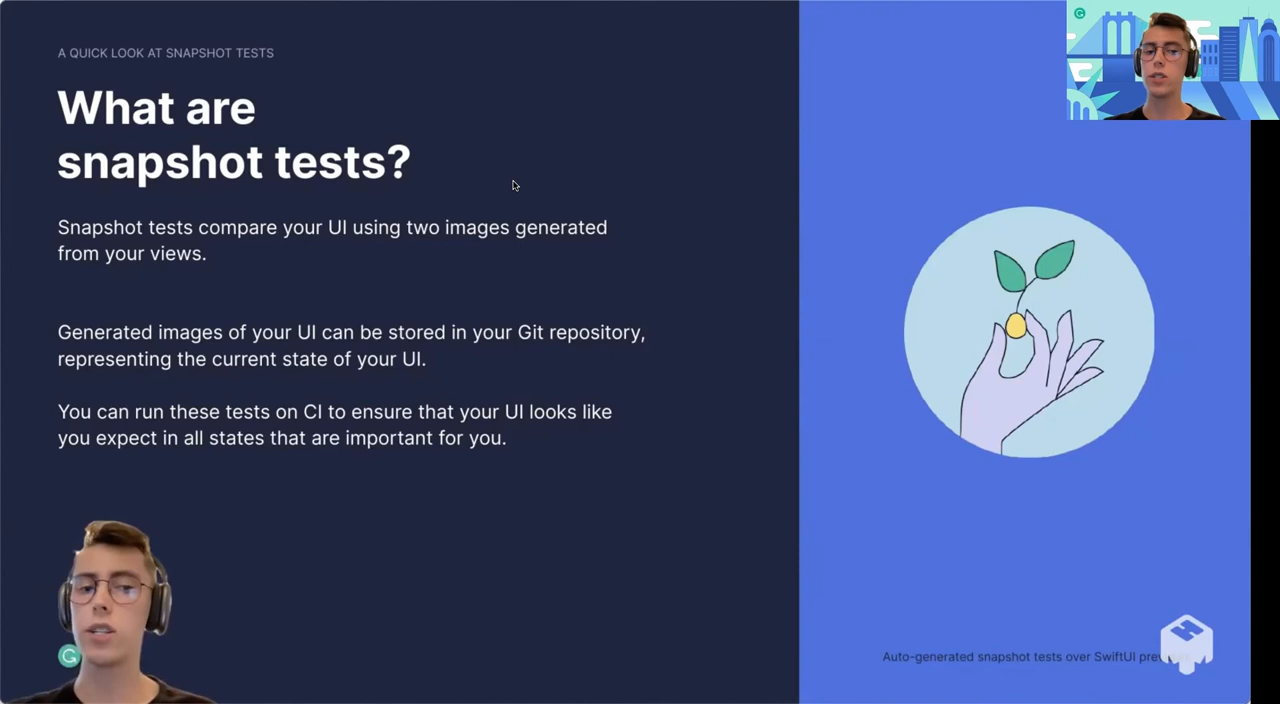 A QUICK LOOK AT SNAPSHOT TESTS
What are
snapshot tests?
Snapshot tests compare your UI using two images generated
from your views.
Generated images of your UI can be stored in your Git repository,
representing the current state of your UI.
You can run these tests on CI to ensure that your UI looks like
you expect in all states that are important for you.
Auto-generated snapshot tests over SwiftUI